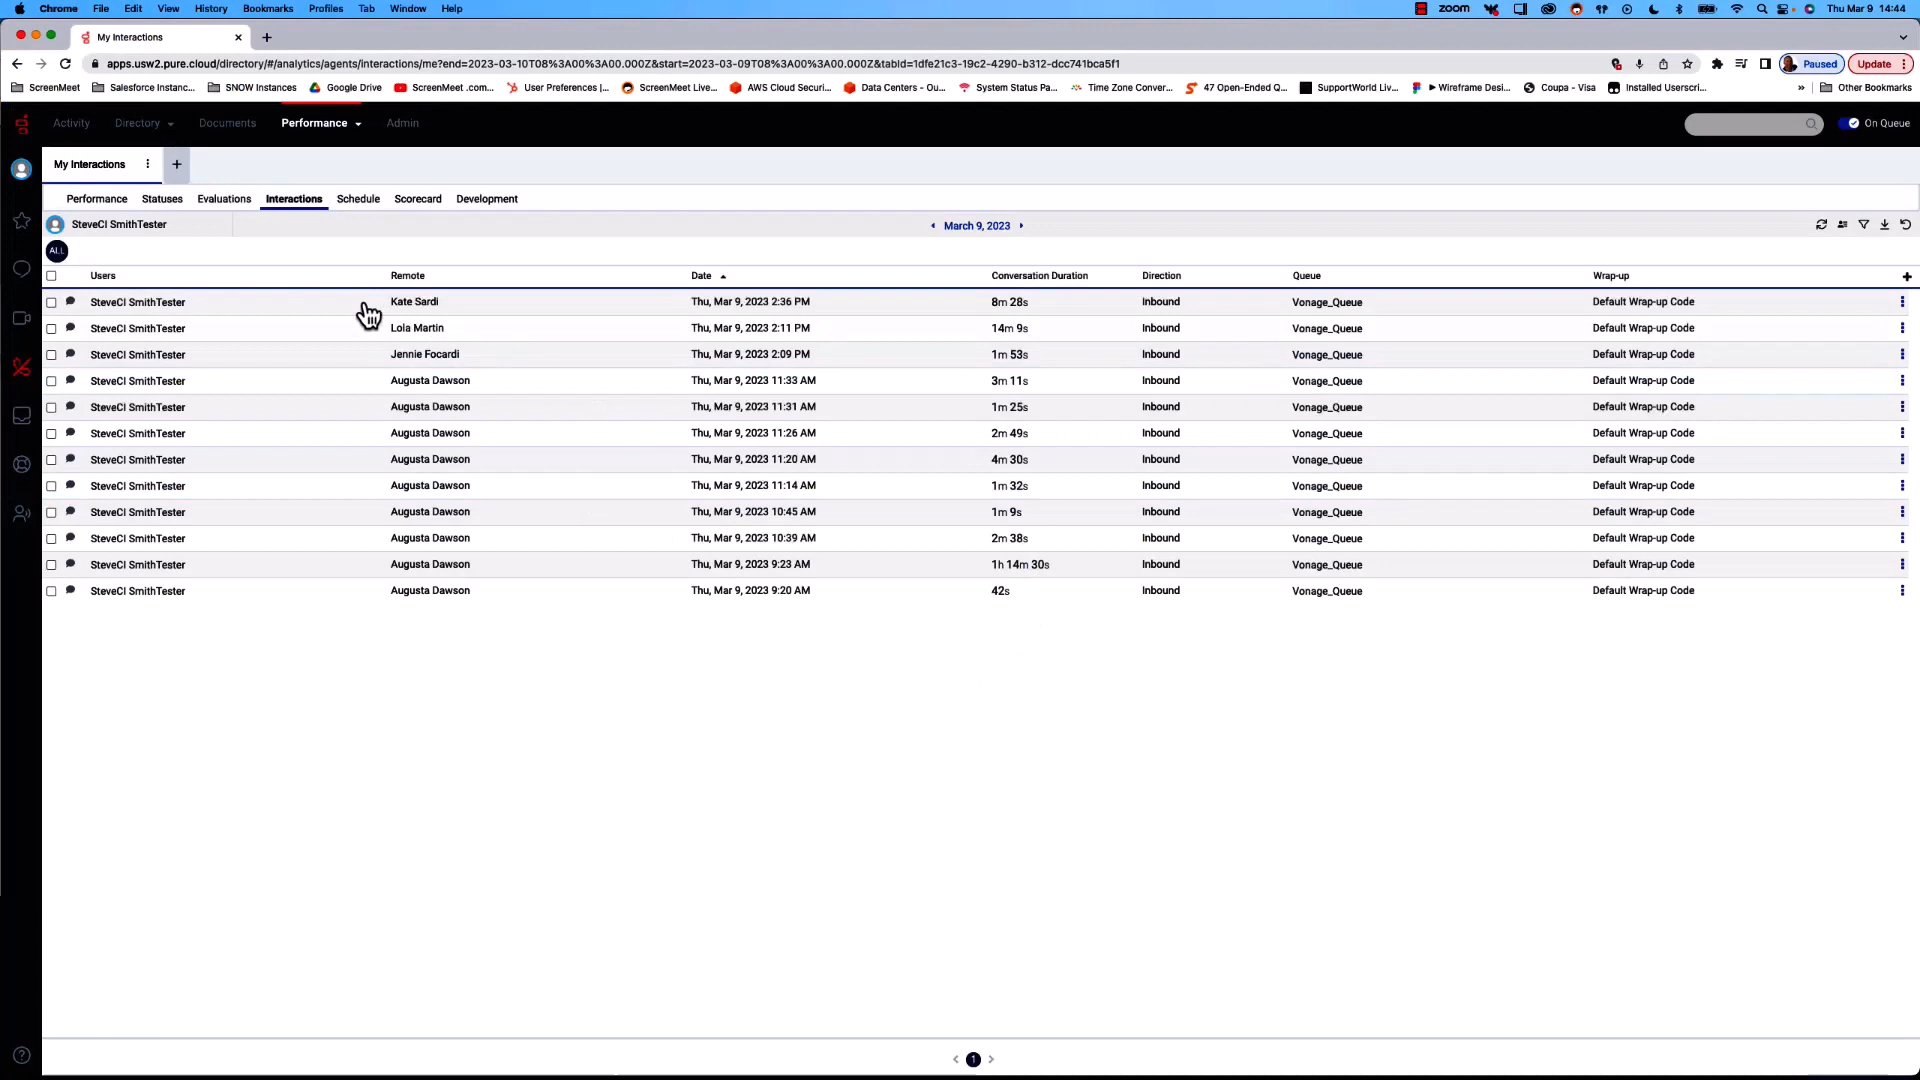 Chrome File Edit View History Bookmarks Profiles Tab Window Help zoom Thu Mar 9 14:44
My Interactions
apps.usw2.pure.cloud/directory/#/analytics/agents/interactions/me?end=2023-03-10T08%3A00%3A00.000Z&start=2023-03-09T08%3A00%3A00.000Z&tabId=1dfe21c3-19c2-4290-b312-dcc741bca5f1 Paused Update
ScreenMeet Salesforce Instanc... SNOW Instances Google Drive ScreenMeet .com... User Preferences |... ScreenMeet Live... AWS Cloud Securi... Data Centers - Ou... System Status Pa... Time Zone Conver... 47 Open-Ended Q... SupportWorld Liv... Wireframe Desi... Coupa - Visa Installed Userscri... » Other Bookmarks
Activity Directory Documents Performance Admin On Queue
My Interactions +
Performance Statuses Evaluations Interactions Schedule Scorecard Development
SteveCI SmithTester March 9, 2023
ALL
Users Remote Date Conversation Duration Direction Queue Wrap-up
SteveCI SmithTester Kate Sardi Thu, Mar 9, 2023 2:36 PM 8m 28s Inbound Vonage_Queue Default Wrap-up Code
SteveCI SmithTester Lola Martin Thu, Mar 9, 2023 2:11 PM 14m 9s Inbound Vonage_Queue Default Wrap-up Code
SteveCI SmithTester Jennie Focardi Thu, Mar 9, 2023 2:09 PM 1m 53s Inbound Vonage_Queue Default Wrap-up Code
SteveCI SmithTester Augusta Dawson Thu, Mar 9, 2023 11:33 AM 3m 11s Inbound Vonage_Queue Default Wrap-up Code
SteveCI SmithTester Augusta Dawson Thu, Mar 9, 2023 11:31 AM 1m 25s Inbound Vonage_Queue Default Wrap-up Code
SteveCI SmithTester Augusta Dawson Thu, Mar 9, 2023 11:26 AM 2m 49s Inbound Vonage_Queue Default Wrap-up Code
SteveCI SmithTester Augusta Dawson Thu, Mar 9, 2023 11:20 AM 4m 30s Inbound Vonage_Queue Default Wrap-up Code
SteveCI SmithTester Augusta Dawson Thu, Mar 9, 2023 11:14 AM 1m 32s Inbound Vonage_Queue Default Wrap-up Code
SteveCI SmithTester Augusta Dawson Thu, Mar 9, 2023 10:45 AM 1m 9s Inbound Vonage_Queue Default Wrap-up Code
SteveCI SmithTester Augusta Dawson Thu, Mar 9, 2023 10:39 AM 2m 38s Inbound Vonage_Queue Default Wrap-up Code
SteveCI SmithTester Augusta Dawson Thu, Mar 9, 2023 9:23 AM 1h 14m 30s Inbound Vonage_Queue Default Wrap-up Code
SteveCI SmithTester Augusta Dawson Thu, Mar 9, 2023 9:20 AM 42s Inbound Vonage_Queue Default Wrap-up Code
1